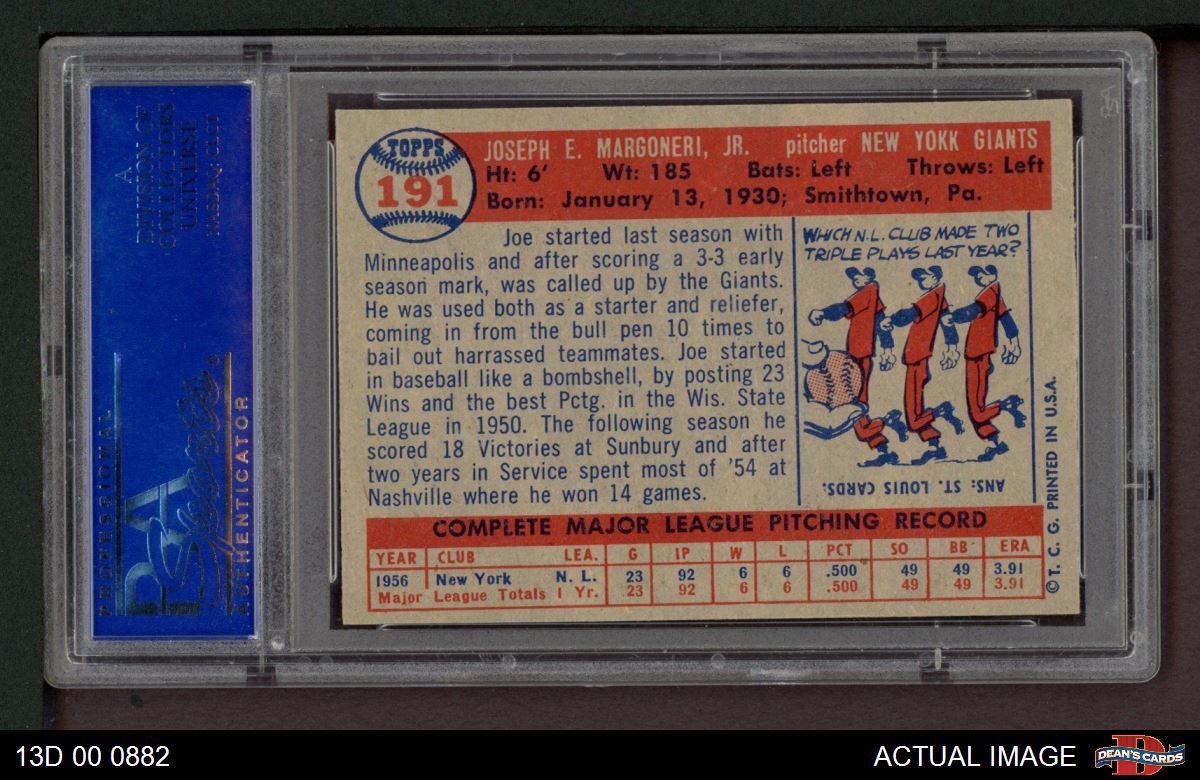 A
DIVISION OF
COLLECTORS
UNIVERSE
NASDAQ: CLCT
PROFESSIONAL
PSA
Sports
AUTHENTICATOR
TOPPS
191
JOSEPH E. MARGONERI, JR. pitcher NEW YORK GIANTS
Ht: 6' Wt: 185 Bats: Left Throws: Left
Born: January 13, 1930; Smithtown, Pa.
Joe started last season with
Minneapolis and after scoring a 3-3 early
season mark, was called up by the Giants.
He was used both as a starter and reliefer,
coming in from the bull pen 10 times to
bail out harrassed teammates. Joe started
in baseball like a bombshell, by posting 23
Wins and the best Pctg. in the Wis. State
League in 1950. The following season he
scored 18 Victories at Sunbury and after
two years in Service spent most of '54 at
Nashville where he won 14 games.
WHICH N.L. CLUB MADE TWO
TRIPLE PLAYS LAST YEAR?
ANS: ST. LOUIS CARDS.
COMPLETE MAJOR LEAGUE PITCHING RECORD
YEAR CLUB LEA. G IP W L PCT SO BB ERA
1956 New York N. L. 23 92 6 6 .500 49 49 3.91
Major League Totals 1 Yr. 23 92 6 6 .500 49 49 3.91
© T. C. G. PRINTED IN U.S.A.
13D 00 0882
ACTUAL IMAGE
D
DEAN'S CARDS